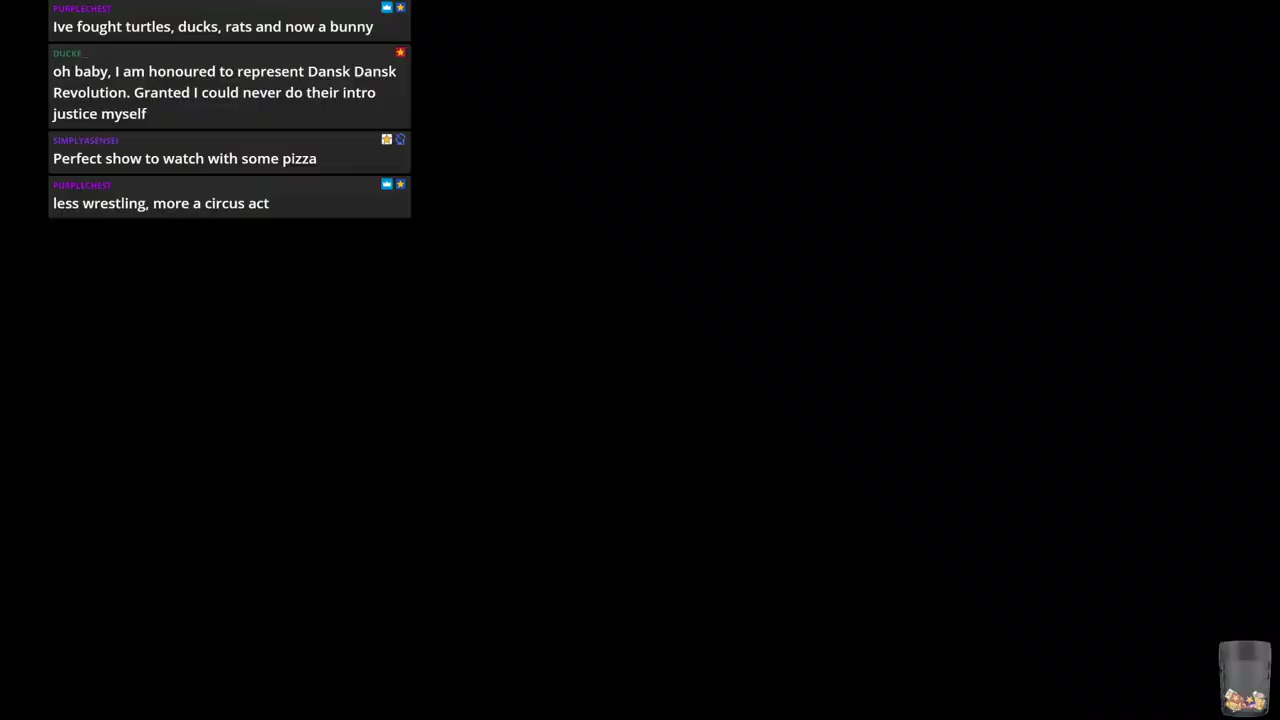 PURPLECHEST
Ive fought turtles, ducks, rats and now a bunny
DUCKE_
oh baby, I am honoured to represent Dansk Dansk
Revolution. Granted I could never do their intro
justice myself
SIMPLYASENSEI
Perfect show to watch with some pizza
PURPLECHEST
less wrestling, more a circus act